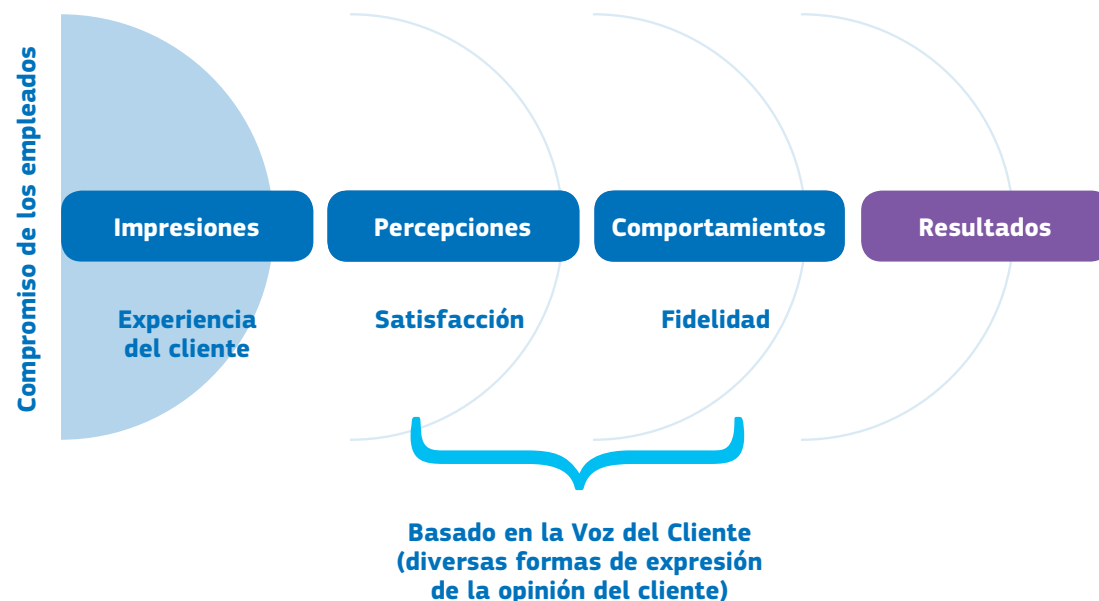 Compromiso de los empleados
Impresiones
Percepciones
Comportamientos
Resultados
Experiencia
del cliente
Satisfacción
Fidelidad
Basado en la Voz del Cliente
(diversas formas de expresión
de la opinión del cliente)